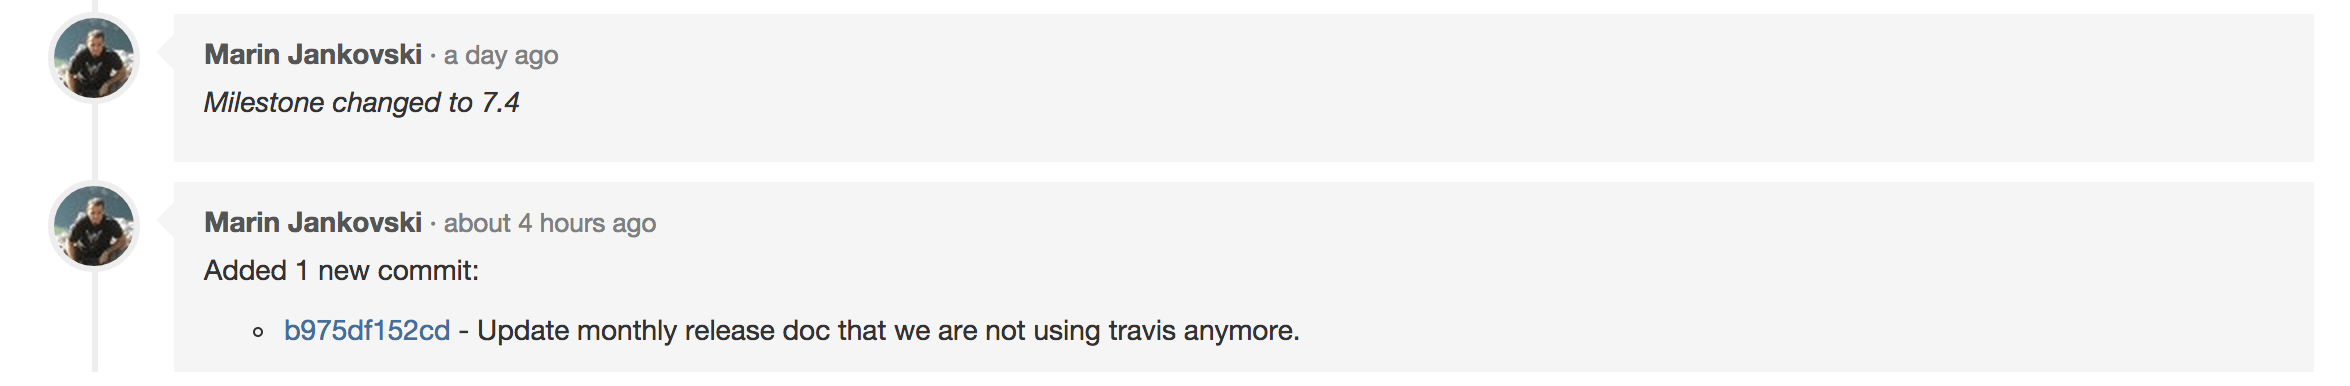 Marin Jankovski · a day ago
Milestone changed to 7.4
Marin Jankovski · about 4 hours ago
Added 1 new commit:
b975df152cd - Update monthly release doc that we are not using travis anymore.